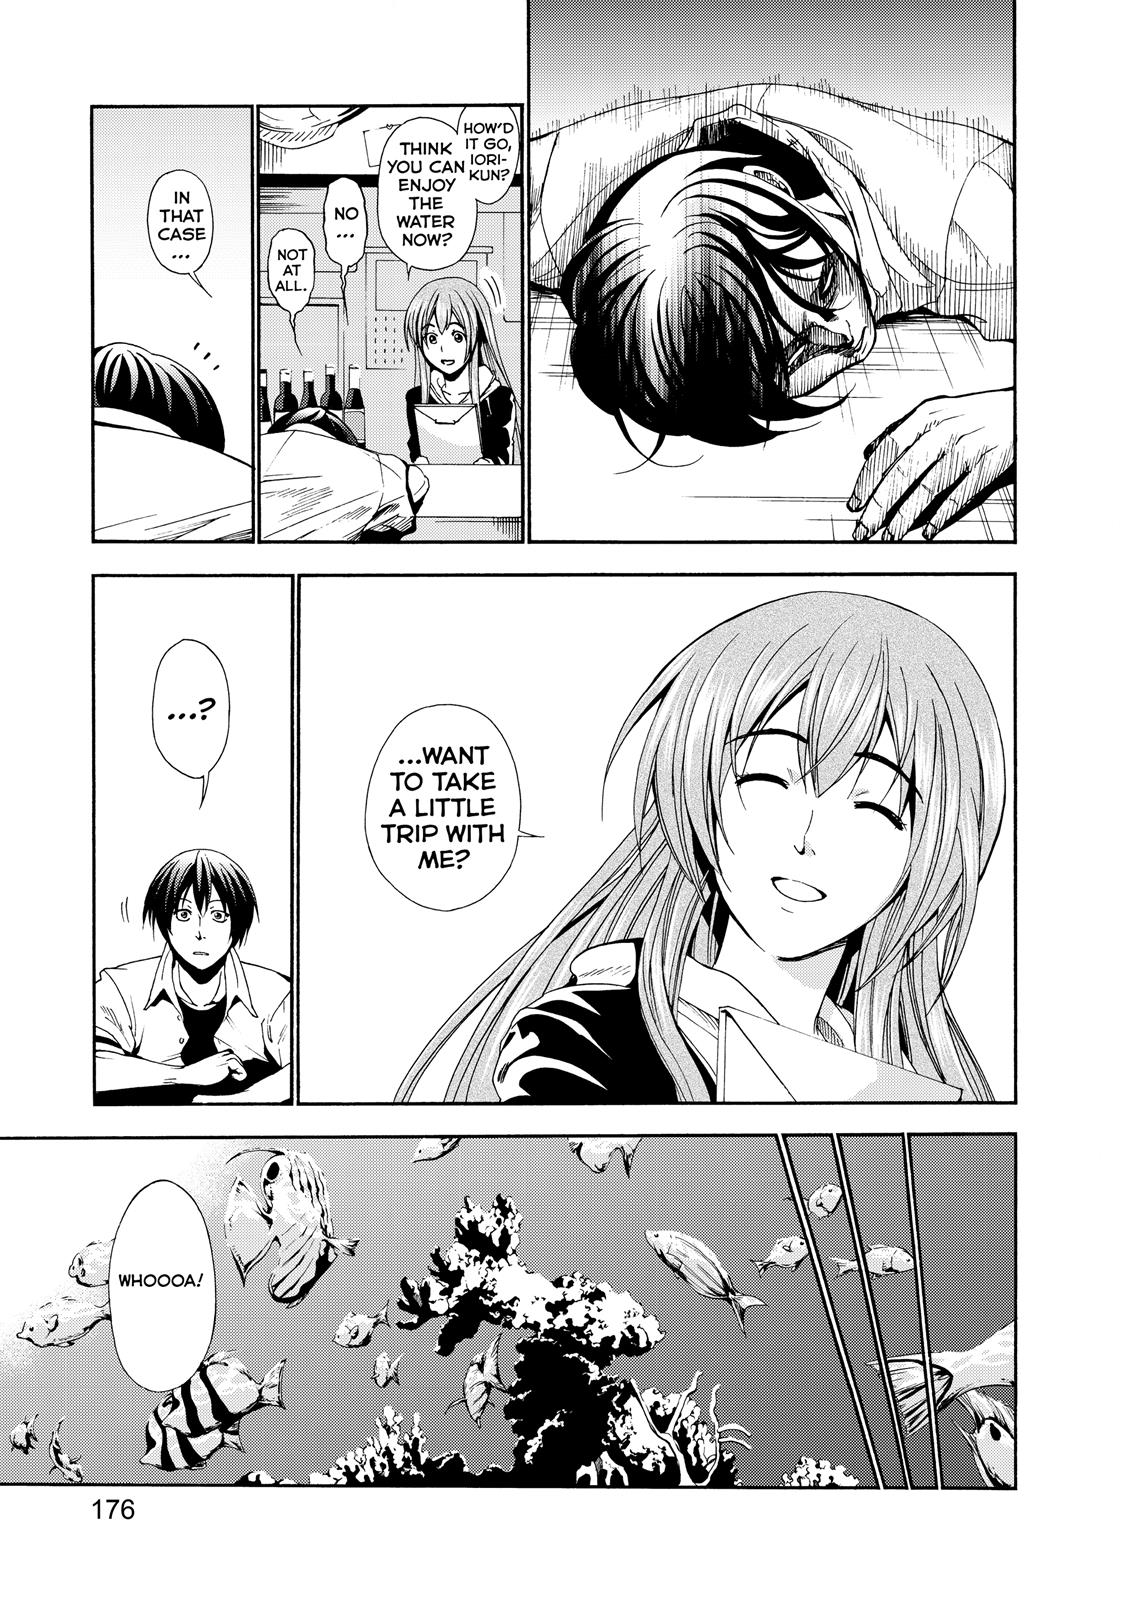 HOW'D
IT GO,
IORI-
KUN?
THINK
YOU CAN
ENJOY
THE
WATER
NOW?
NO
...
NOT
AT
ALL.
IN
THAT
CASE
...
...WANT
TO TAKE
A LITTLE
TRIP WITH
ME?
...?
WHOOOA!
176